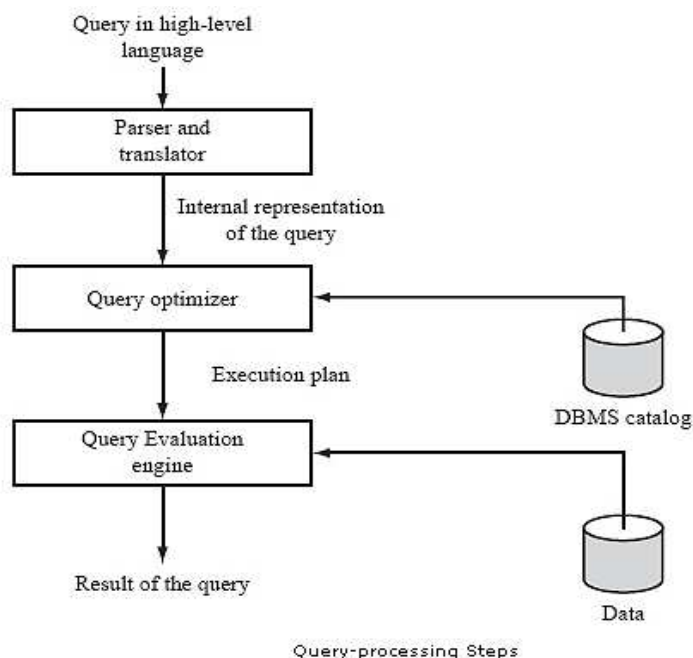 Query in high-level
language
Parser and
translator
Internal representation
of the query
Query optimizer
Execution plan
DBMS catalog
Query Evaluation
engine
Result of the query
Data
Query-processing Steps